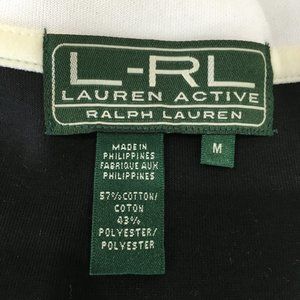 L-RL
LAUREN ACTIVE
RALPH LAUREN
M
MADE IN
PHILIPPINES
FABRIQUE AUX
PHILIPPINES
57%COTTON/
COTON
43%
POLYESTER/
POLYESTER